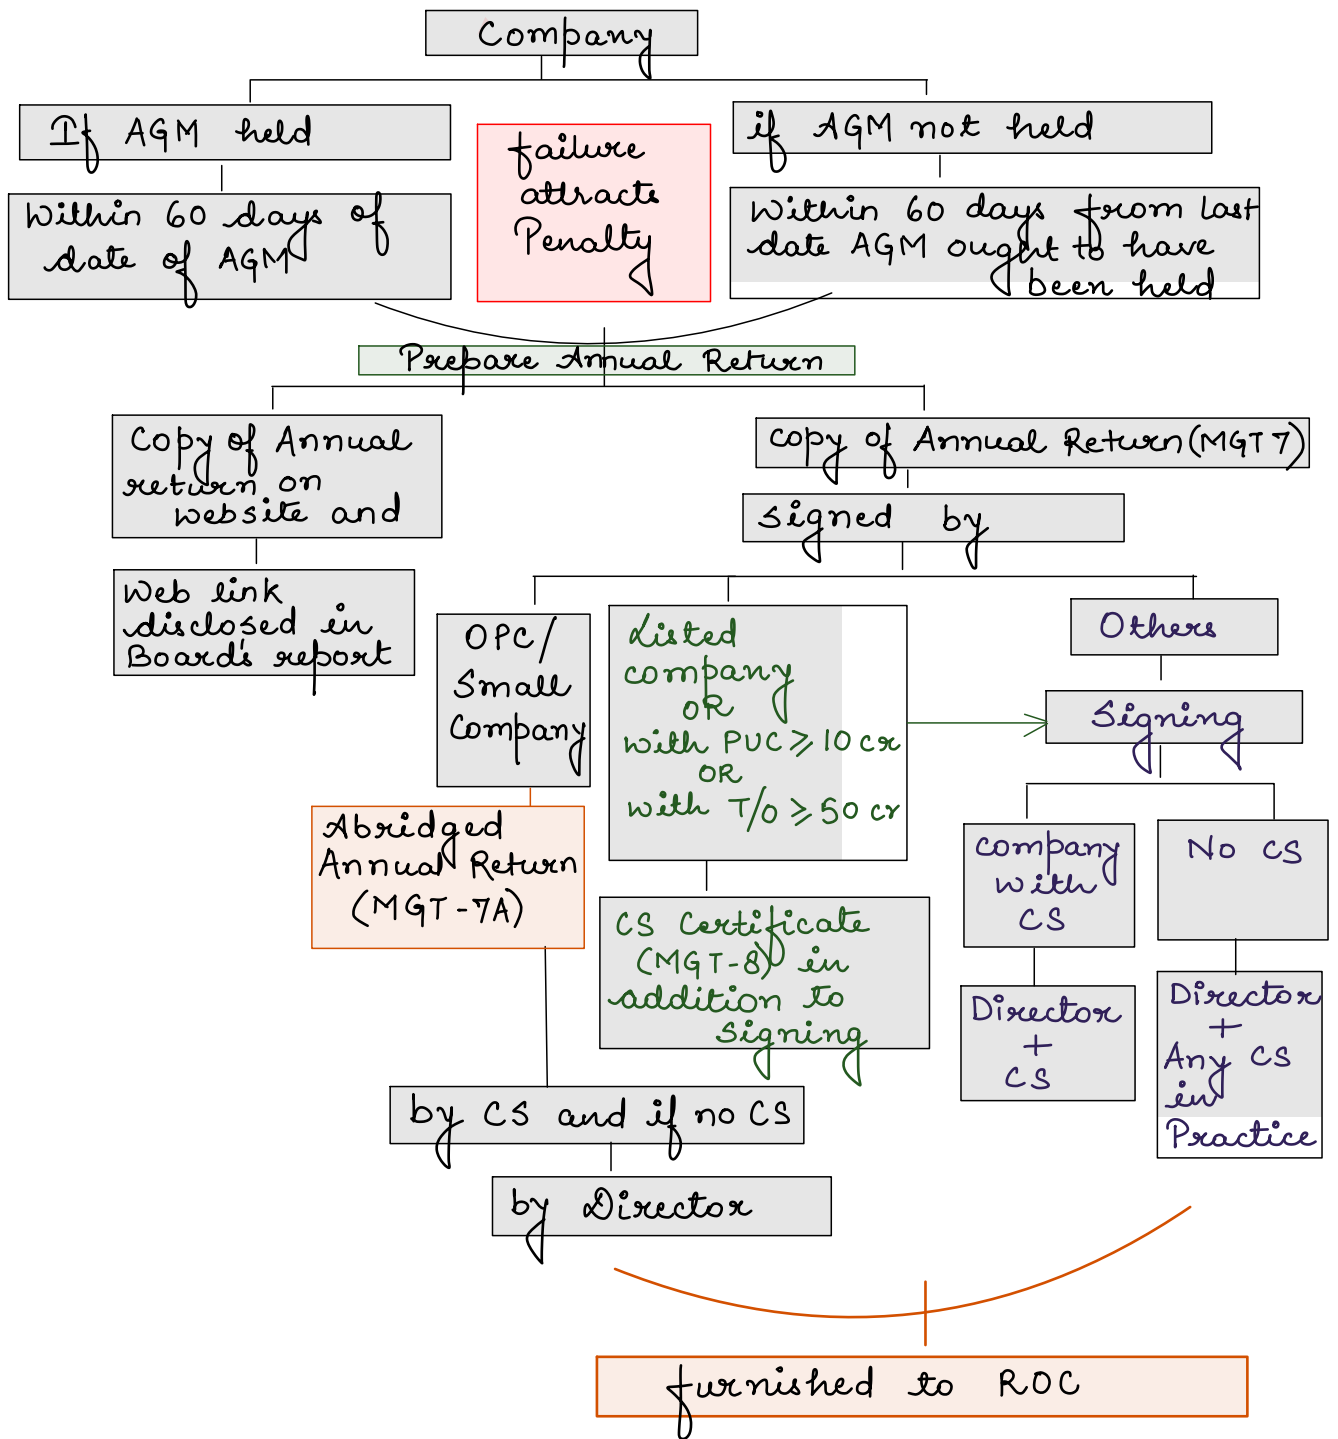 Company
If AGM held
Within 60 days of
date of AGM
failure
attracts
Penalty
if AGM not held
Within 60 days from last
date AGM ought to have
been held
Prepare Annual Return
Copy of Annual
return on
website and
Web link
disclosed in
Board's report
Copy of Annual Return (MGT 7)
Signed by
OPC/
Small
Company
Abridged
Annual Return
(MGT-7A)
by CS and if no CS
by Director
Listed
company
OR
with PUC ⩾ 10 cr
OR
with T/O ⩾ 50 cr
CS Certificate
(MGT-8) in
addition to
Signing
Others
Signing
Company
with
CS
Director
+
CS
No CS
Director
+
Any CS
in
Practice
furnished to ROC